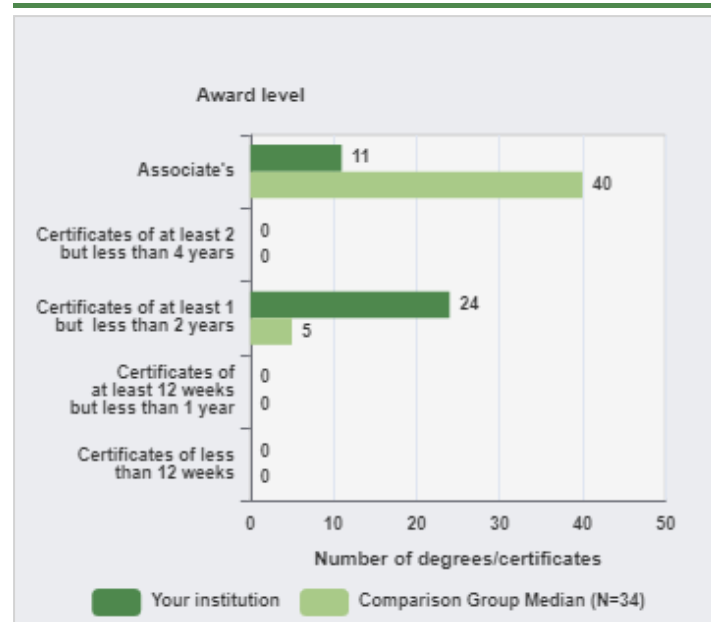 Award level
Associate's
11
40
Certificates of at least 2
but less than 4 years
0
0
Certificates of at least 1
but less than 2 years
24
5
Certificates of
at least 12 weeks
but less than 1 year
0
0
Certificates of less
than 12 weeks
0
0
0 10 20 30 40 50
Number of degrees/certificates
Your institution Comparison Group Median (N=34)